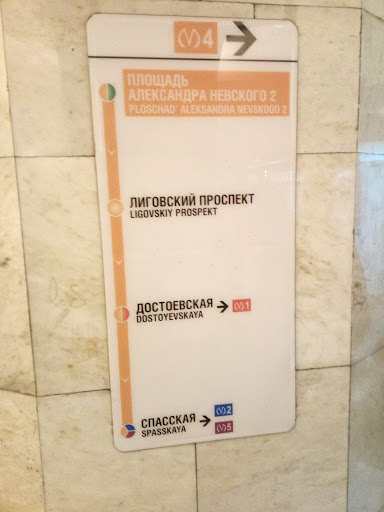 (M) 4
ПЛОЩАДЬ
АЛЕКСАНДРА НЕВСКОГО 2
PLOSCHAD' ALEKSANDRA NEVSKOGO 2
ЛИГОВСКИЙ ПРОСПЕКТ
LIGOVSKIY PROSPEKT
ДОСТОЕВСКАЯ → (M) 1
DOSTOYEVSKAYA
СПАССКАЯ → (M) 2
SPASSKAYA (M) 5